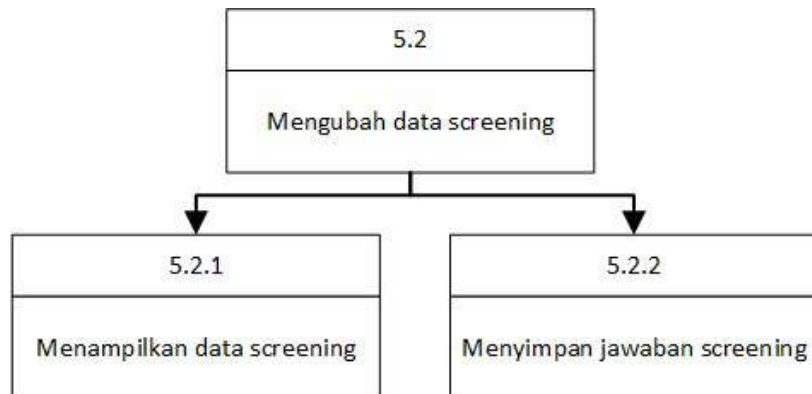 5.2
Mengubah data screening
5.2.1
Menampilkan data screening
5.2.2
Menyimpan jawaban screening